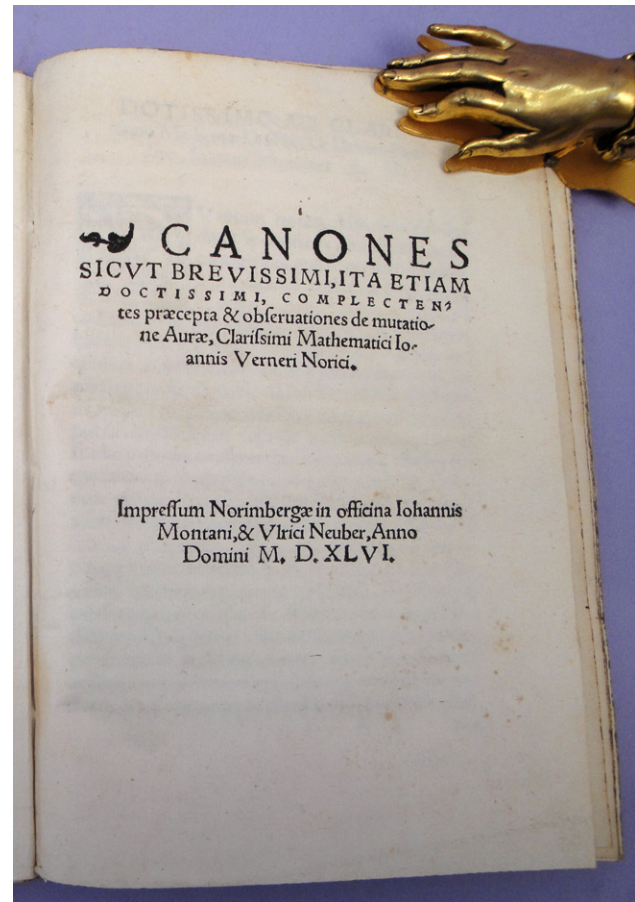 CANONES
SICVT BREVISSIMI, ITA ETIAM
DOCTISSIMI, COMPLECTEN-
tes præcepta & obſeruationes de mutatio-
ne Auræ, Clariſſimi Mathematici Io-
annis Verneri Norici.
Impreſſum Norimbergæ in officina Iohannis
Montani, & Vlrici Neuber, Anno
Domini M. D. XLVI.